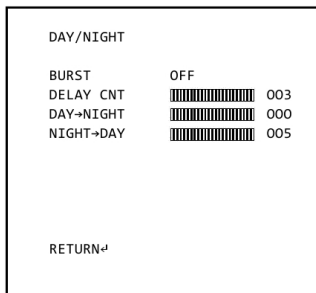 DAY/NIGHT
BURST OFF
DELAY CNT 003
DAY→NIGHT 000
NIGHT→DAY 005
RETURN↵